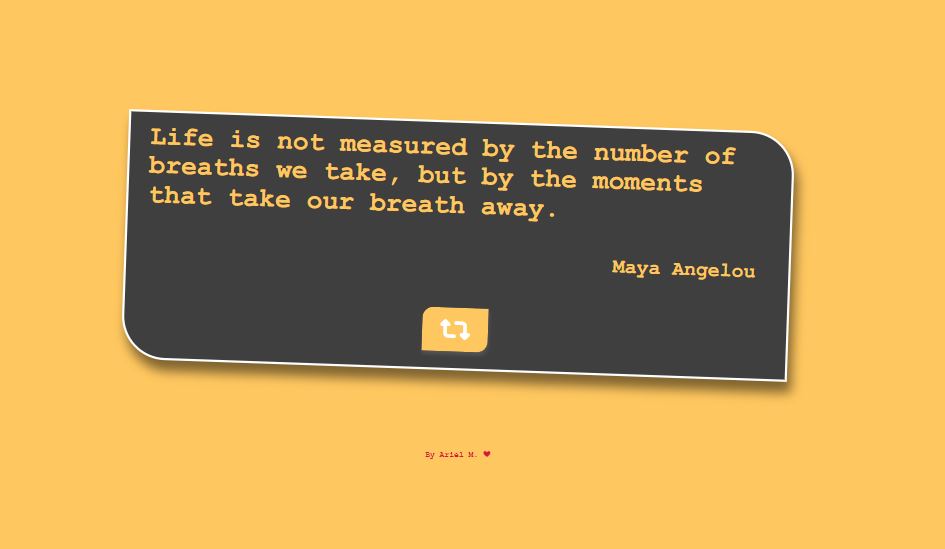 Life is not measured by the number of
breaths we take, but by the moments
that take our breath away.
Maya Angelou
By Ariel M. ♥